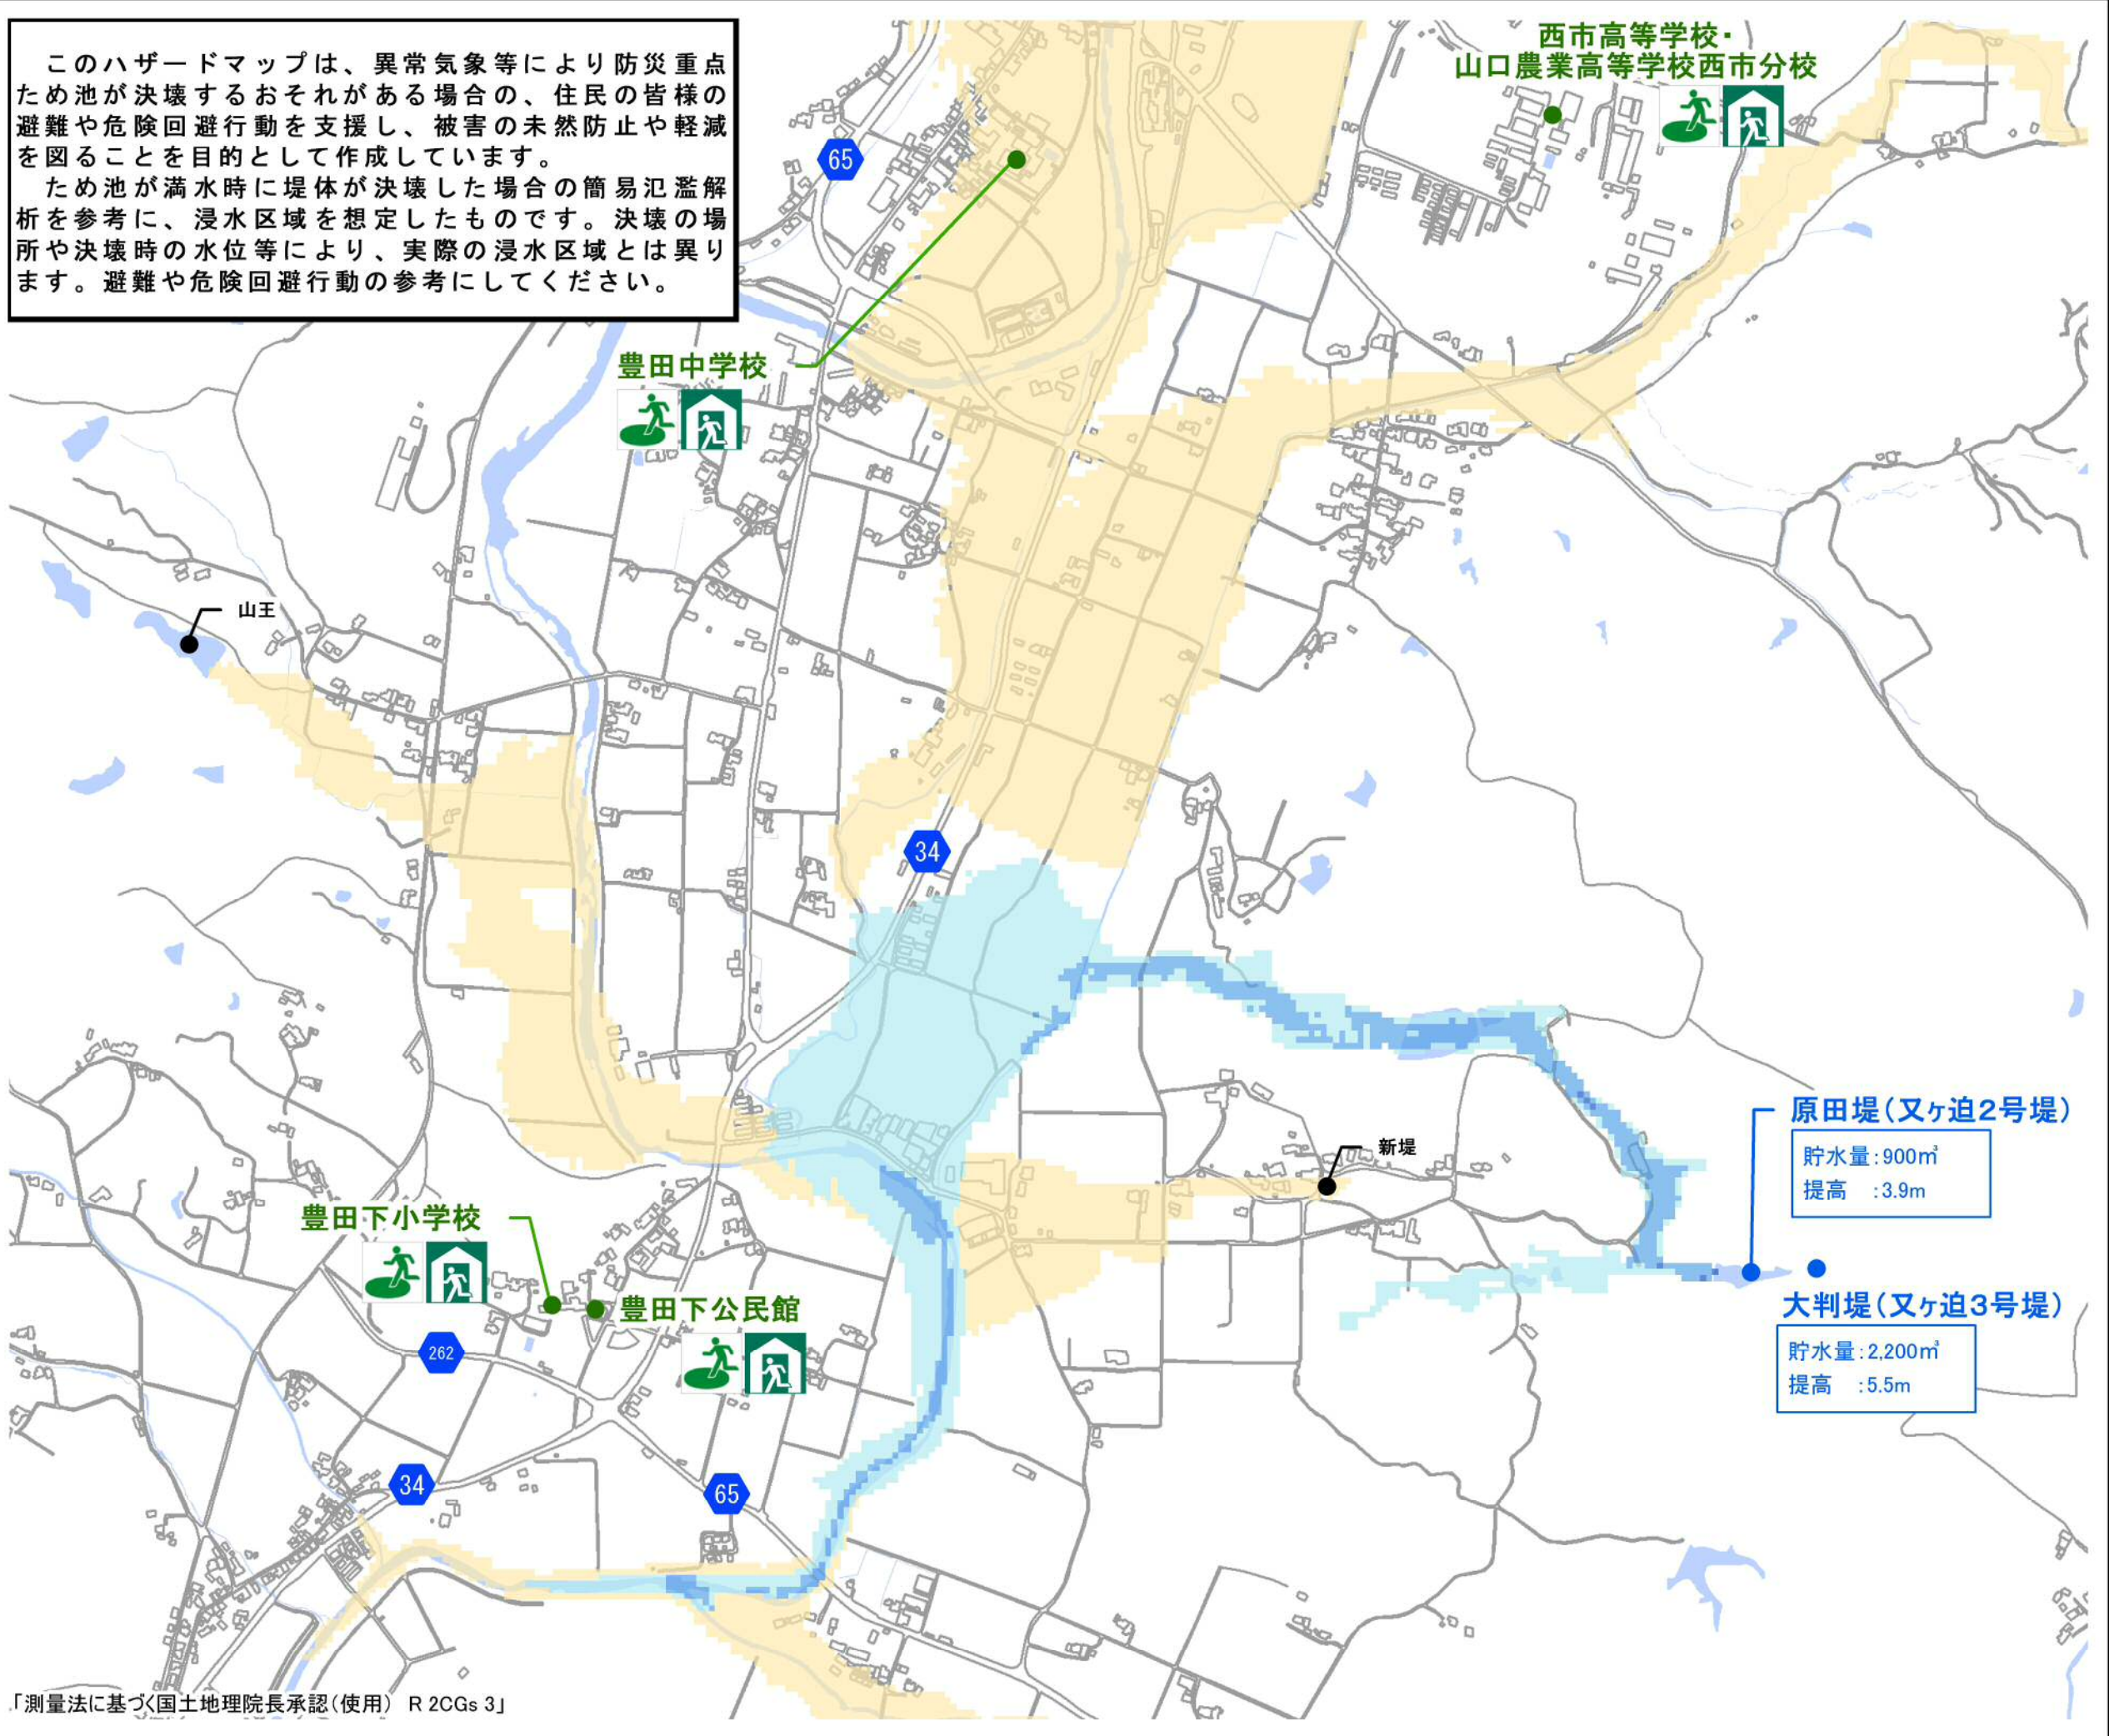 このハザードマップは、異常気象等により防災重点
ため池が決壊するおそれがある場合の、住民の皆様の
避難や危険回避行動を支援し、被害の未然防止や軽減
を図ることを目的として作成しています。
ため池が満水時に堤体が決壊した場合の簡易氾濫解
析を参考に、浸水区域を想定したものです。決壊の場
所や決壊時の水位等により、実際の浸水区域とは異り
ます。避難や危険回避行動の参考にしてください。
西市高等学校・
山口農業高等学校西市分校
65
豊田中学校
山王
34
原田堤(又ヶ迫2号堤)
貯水量:900㎥
提高 :3.9m
新堤
豊田下小学校
大判堤(又ヶ迫3号堤)
貯水量:2,200㎥
提高 :5.5m
豊田下公民館
262
34
65
「測量法に基づく国土地理院長承認(使用) R 2CGs 3」